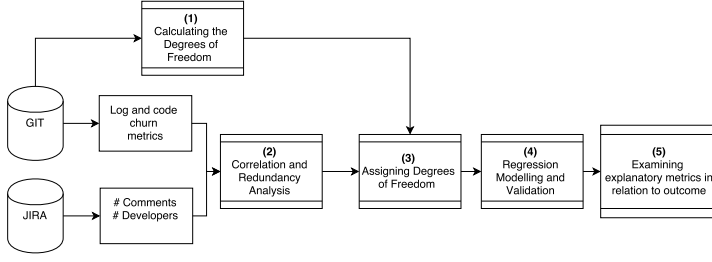 (1)
Calculating the
Degrees of
Freedom
GIT
Log and code
churn
metrics
(2)
Correlation and
Redundancy
Analysis
(3)
Assigning Degrees
of Freedom
(4)
Regression
Modelling and
Validation
(5)
Examining
explanatory metrics in
relation to outcome
JIRA
# Comments
# Developers